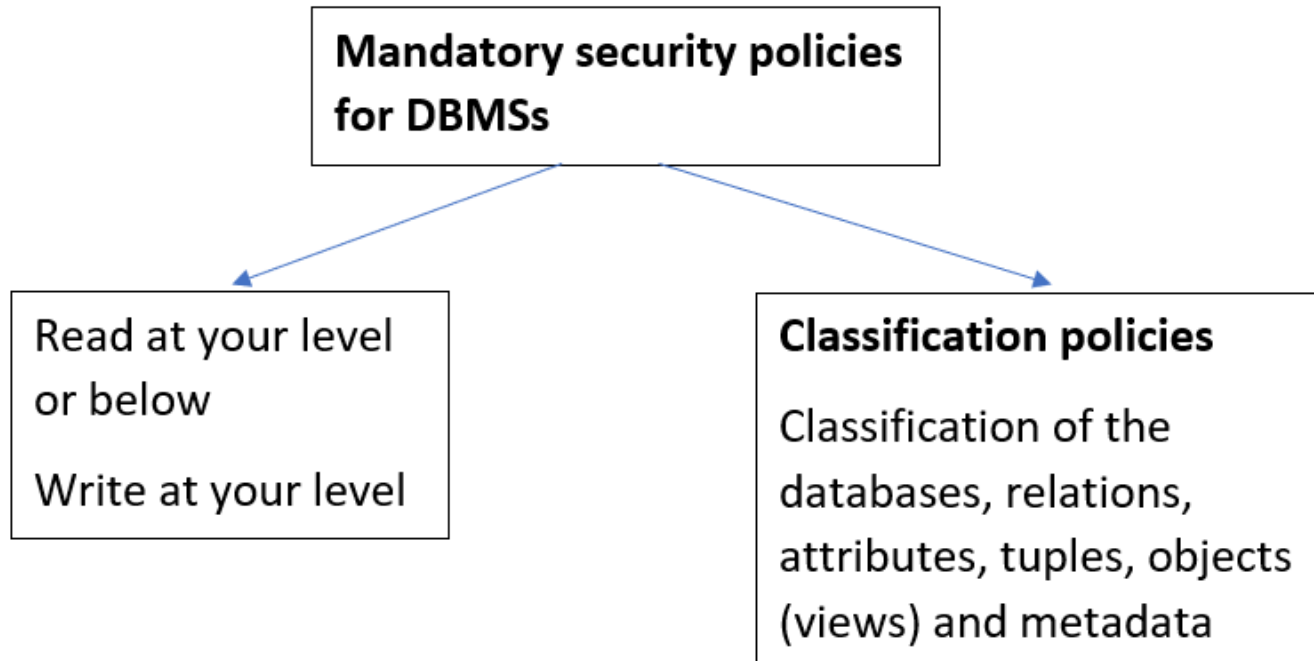 Mandatory security policies
for DBMSs
Read at your level
or below
Write at your level
Classification policies
Classification of the
databases, relations,
attributes, tuples, objects
(views) and metadata